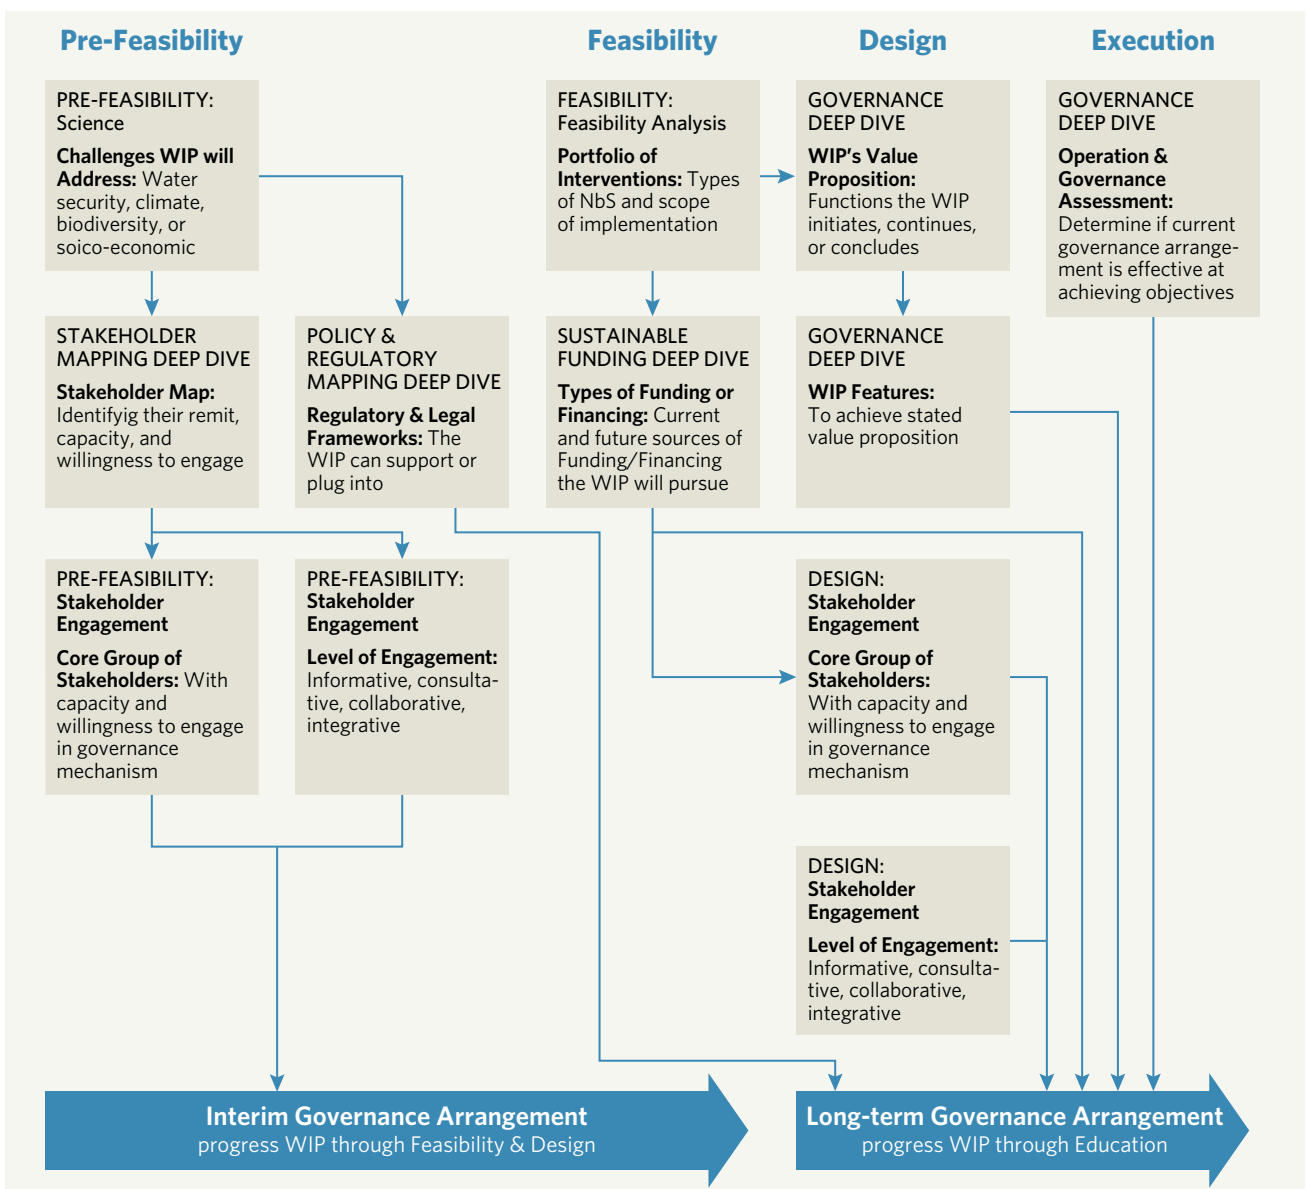 Pre-Feasibility
Feasibility
Design
Execution
PRE-FEASIBILITY:
Science
Challenges WIP will
Address: Water
security, climate,
biodiversity, or
soico-economic
FEASIBILITY:
Feasibility Analysis
Portfolio of
Interventions: Types
of NbS and scope
of implementation
GOVERNANCE
DEEP DIVE
WIP's Value
Proposition:
Functions the WIP
initiates, continues,
or concludes
GOVERNANCE
DEEP DIVE
Operation &
Governance
Assessment:
Determine if current
governance arrange-
ment is effective at
achieving objectives
STAKEHOLDER
MAPPING DEEP DIVE
Stakeholder Map:
Identifyig their remit,
capacity, and
willingness to engage
POLICY &
REGULATORY
MAPPING DEEP DIVE
Regulatory & Legal
Frameworks: The
WIP can support or
plug into
SUSTAINABLE
FUNDING DEEP DIVE
Types of Funding or
Financing: Current
and future sources of
Funding/Financing
the WIP will pursue
GOVERNANCE
DEEP DIVE
WIP Features:
To achieve stated
value proposition
PRE-FEASIBILITY:
Stakeholder
Engagement
Core Group of
Stakeholders: With
capacity and
willingness to engage
in governance
mechanism
PRE-FEASIBILITY:
Stakeholder
Engagement
Level of Engagement:
Informative, consulta-
tive, collaborative,
integrative
DESIGN:
Stakeholder
Engagement
Core Group of
Stakeholders:
With capacity and
willingness to engage
in governance
mechanism
DESIGN:
Stakeholder
Engagement
Level of Engagement:
Informative, consulta-
tive, collaborative,
integrative
Interim Governance Arrangement
progress WIP through Feasibility & Design
Long-term Governance Arrangement
progress WIP through Education